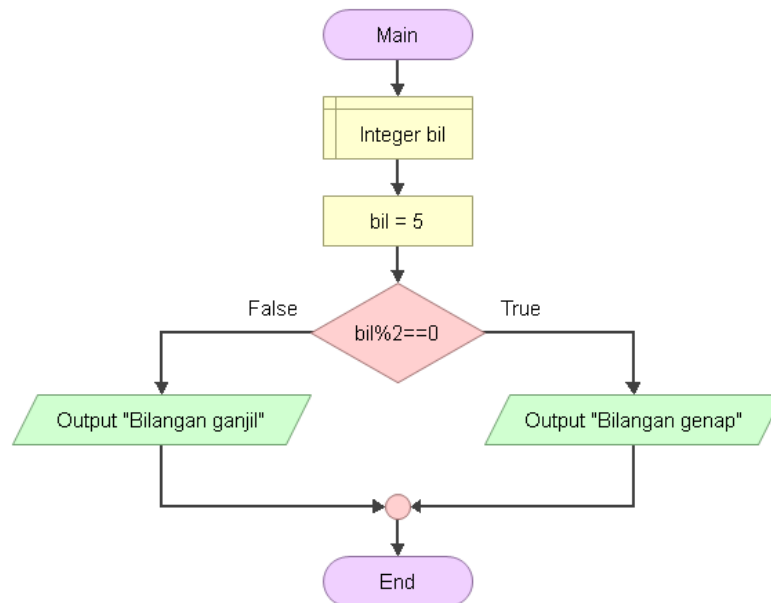 Main
Integer bil
bil = 5
False
True
bil%2==0
Output "Bilangan ganjil"
Output "Bilangan genap"
End